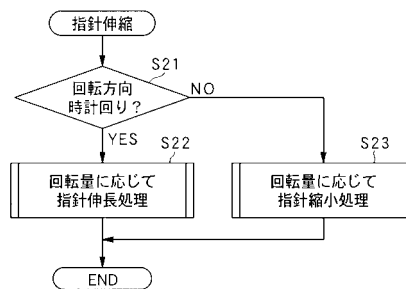 指針伸縮
S21
回転方向
時計回り？
NO
YES
S22
回転量に応じて
指針伸長処理
S23
回転量に応じて
指針縮小処理
END